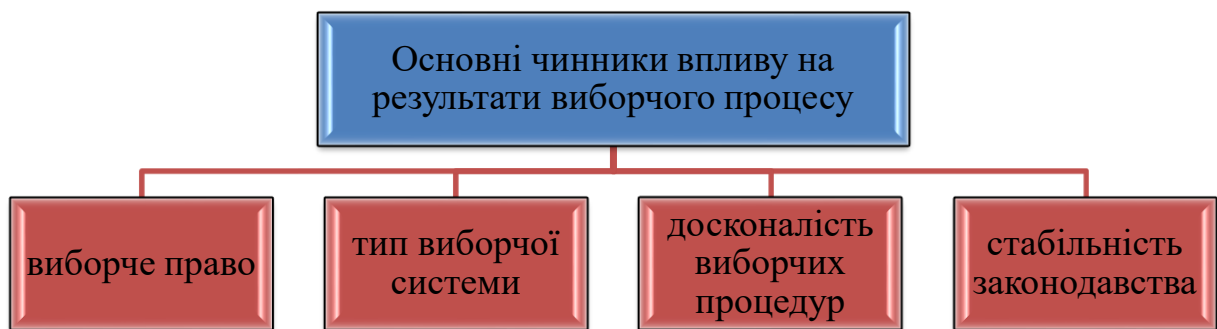 Основні чинники впливу на
результати виборчого процесу
виборче право
тип виборчої
системи
досконалість
виборчих
процедур
стабільність
законодавства